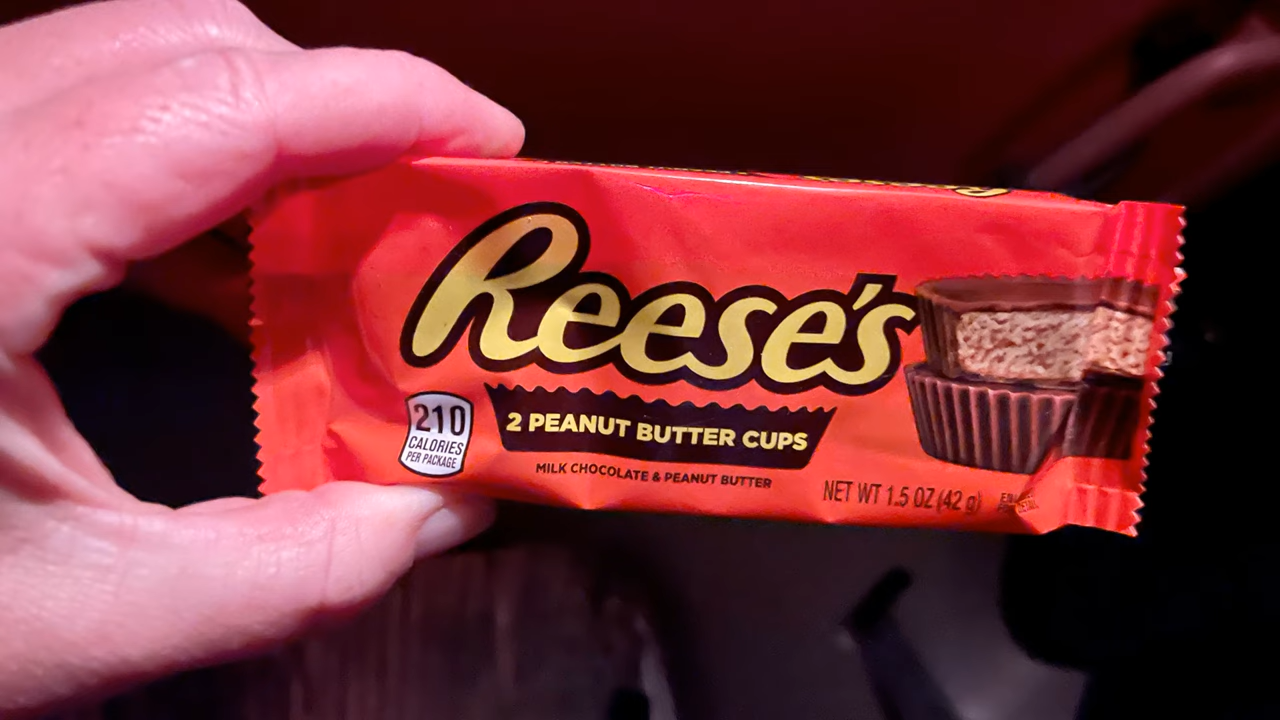 Reese's
210
CALORIES
PER PACKAGE
2 PEANUT BUTTER CUPS
MILK CHOCOLATE & PEANUT BUTTER
NET WT 1.5 OZ (42 g)